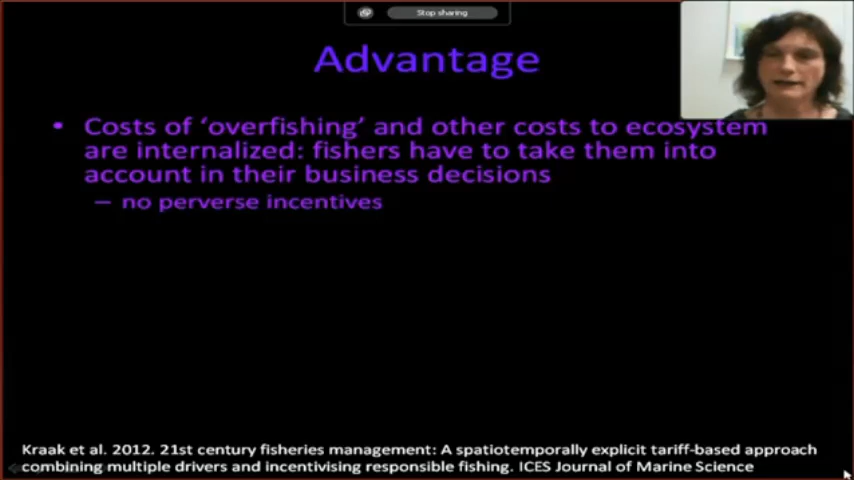 Stop sharing
Advantage
• Costs of ‘overfishing’ and other costs to ecosystem
are internalized: fishers have to take them into
account in their business decisions
– no perverse incentives
Kraak et al. 2012. 21st century fisheries management: A spatiotemporally explicit tariff-based approach
combining multiple drivers and incentivising responsible fishing. ICES Journal of Marine Science